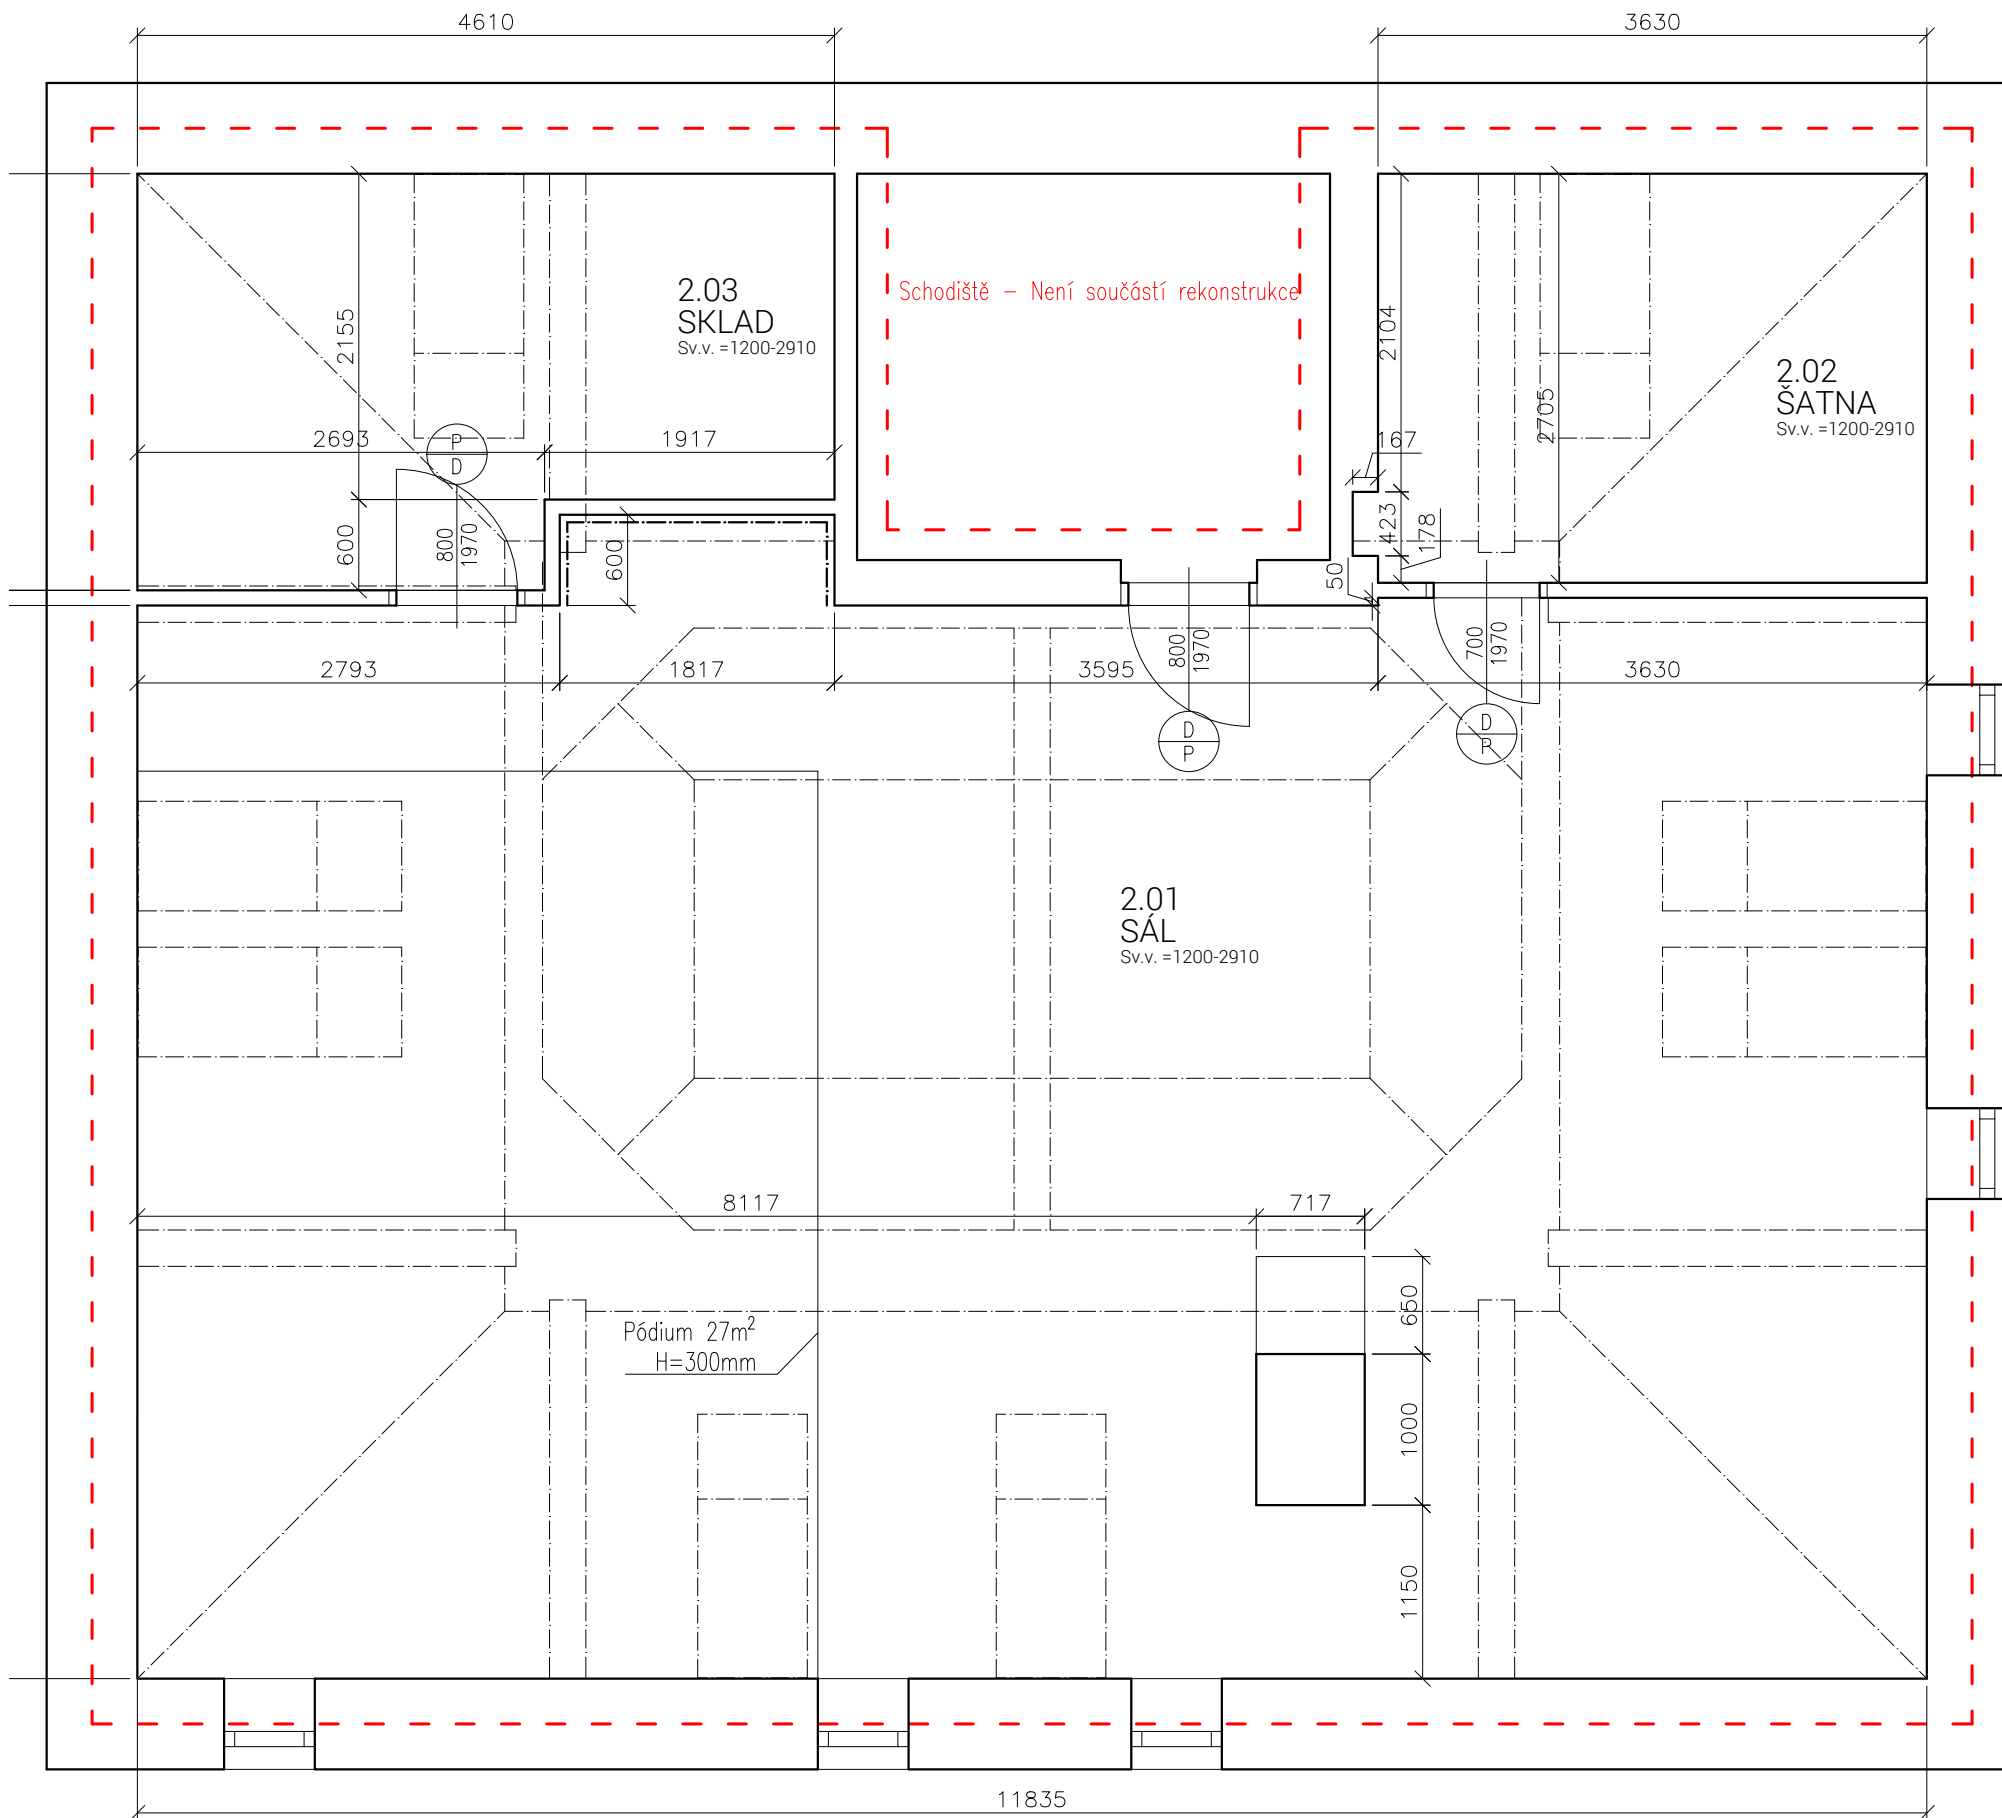 4610
3630
2.03
SKLAD
Sv.v. =1200-2910
Schodiště – Není součástí rekonstrukce
2.02
ŠATNA
Sv.v. =1200-2910
2155
2104
2705
2693
1917
167
P
D
600
800
1970
600
423
178
50
800
1970
700
1970
2793
1817
3595
3630
D
P
D
P
2.01
SÁL
Sv.v. =1200-2910
8117
717
650
Pódium 27m²
H=300mm
1000
1150
11835